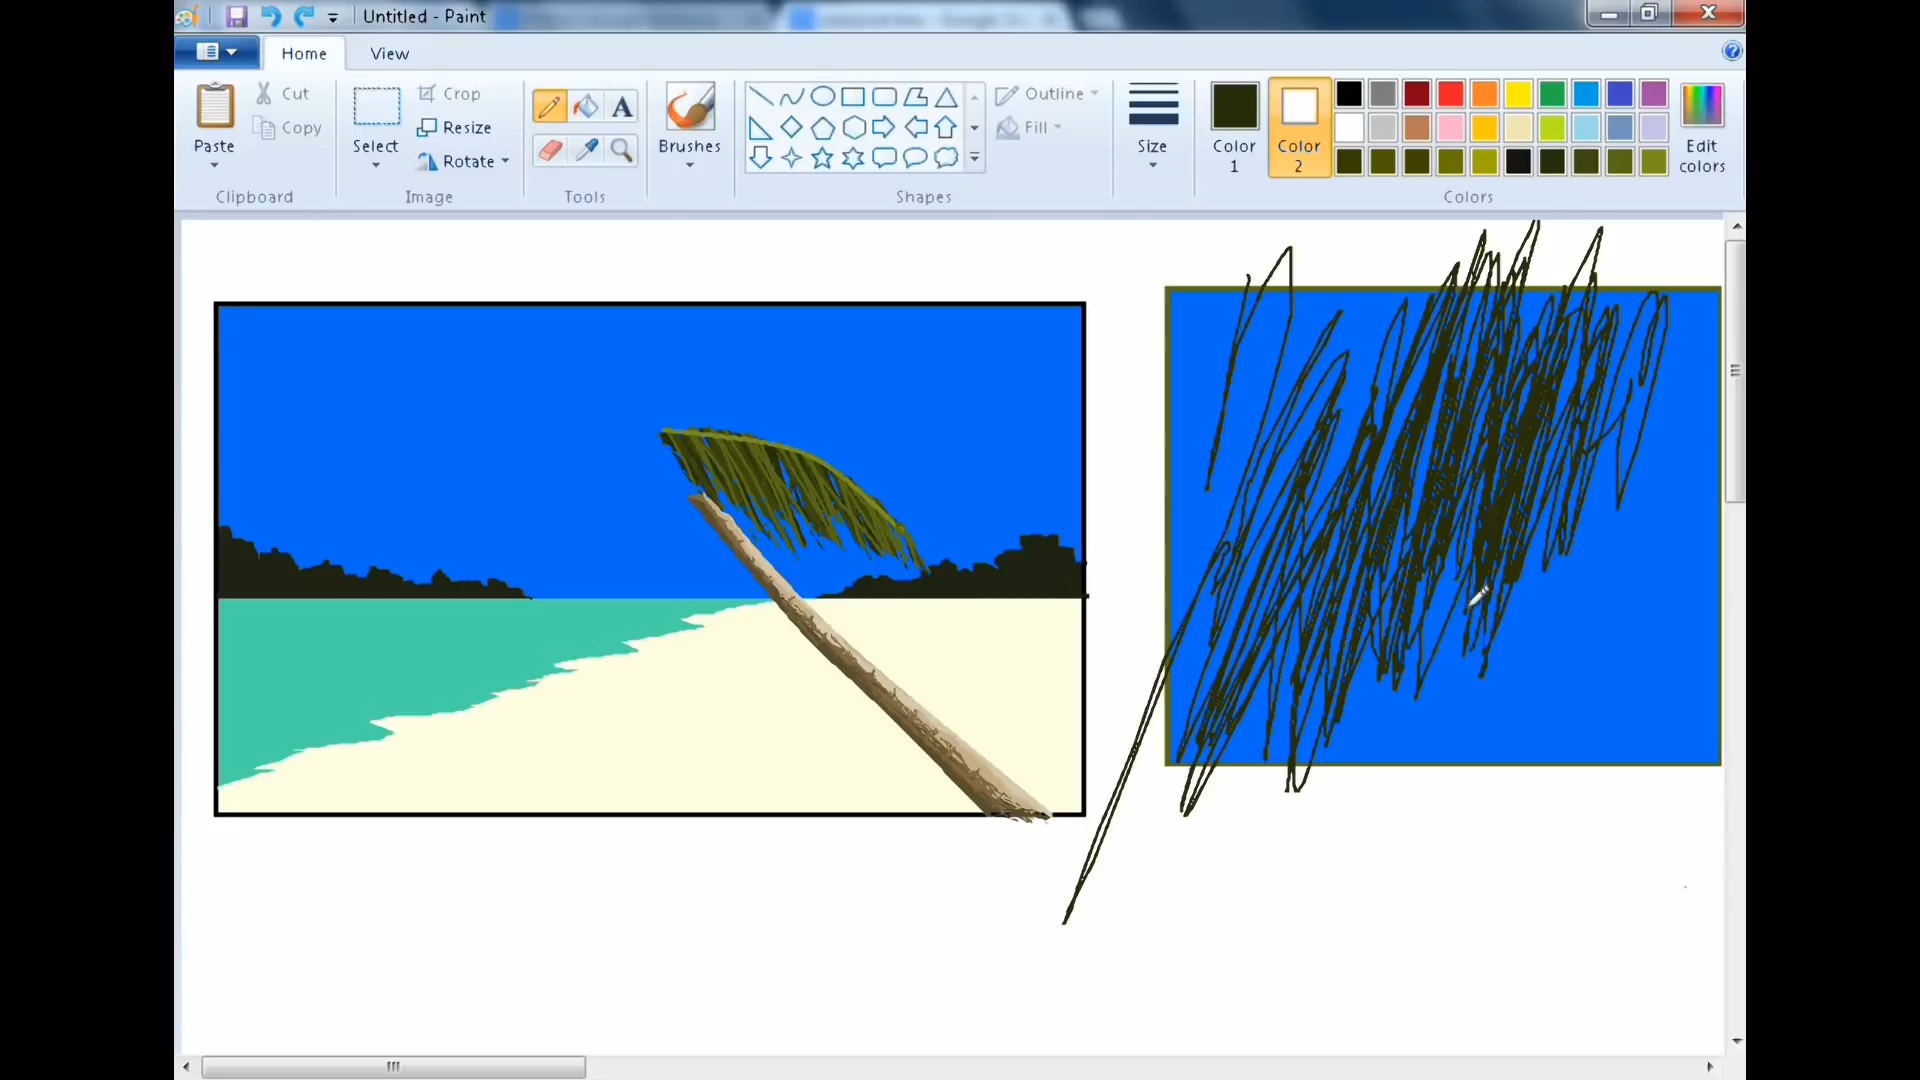 Untitled - Paint
Home
View
Paste
Cut
Copy
Clipboard
Select
Crop
Resize
Rotate
Image
A
Tools
Brushes
Shapes
Outline
Fill
Size
Color
1
Color
2
Edit
colors
Colors